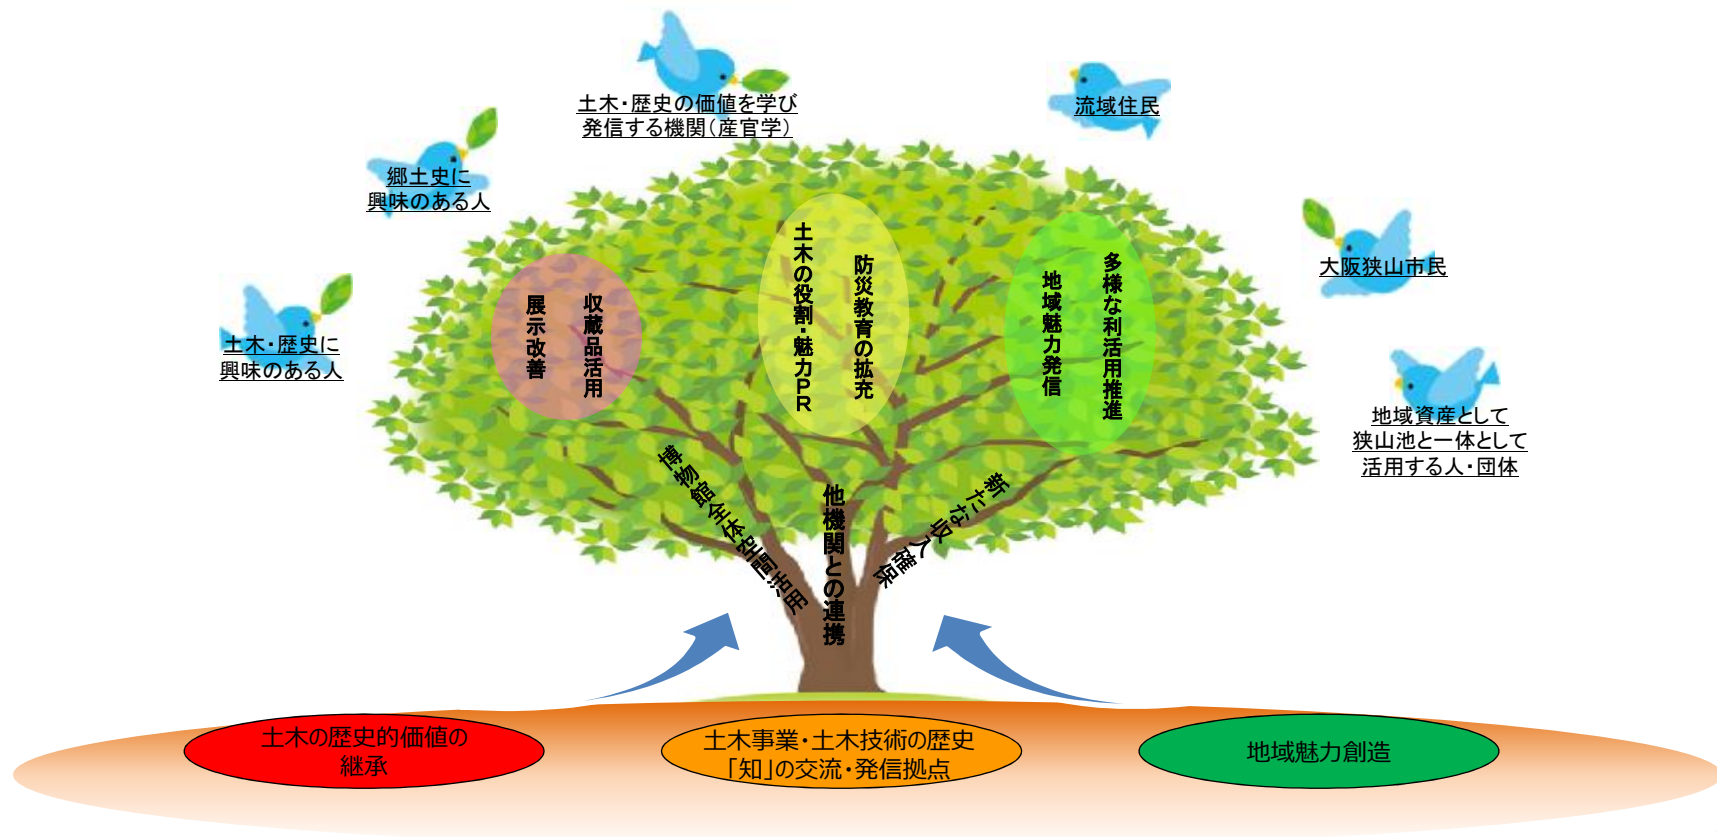 土木・歴史の価値を学び
発信する機関（産官学）
流域住民
郷土史に
興味のある人
大阪狭山市民
土木・歴史に
興味のある人
地域資産として
狭山池と一体として
活用する人・団体
収蔵品活用
展示改善
防災教育の拡充
土木の役割・魅力PR
多様な利活用推進
地域魅力発信
博物館全体空間活用
他機関との連携
新たな収入確保
土木の歴史的価値の
継承
土木事業・土木技術の歴史
「知」の交流・発信拠点
地域魅力創造